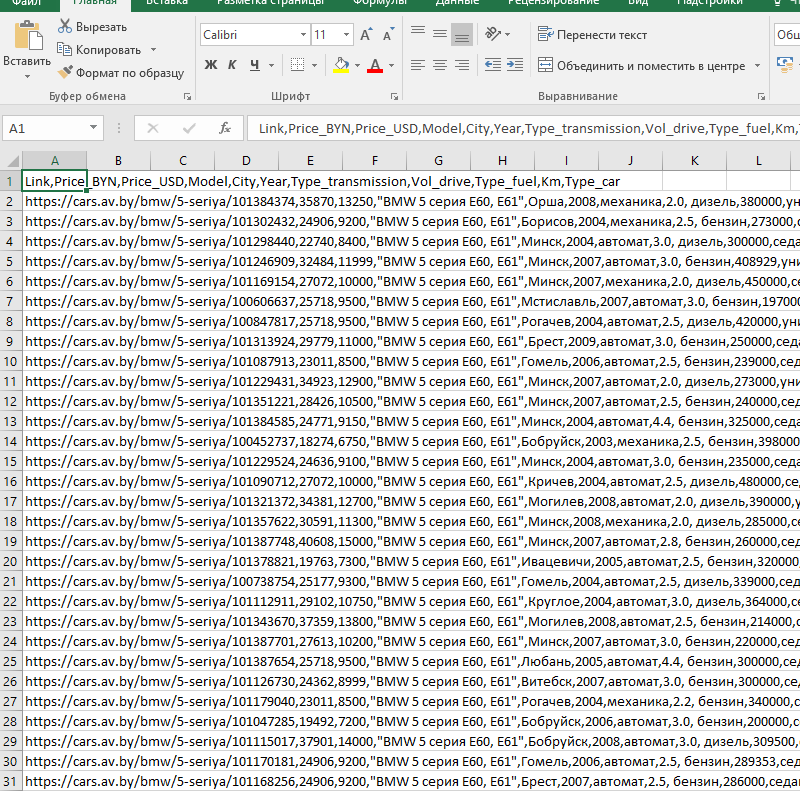 Файл Главная Вставка Разметка страницы Формулы Данные Рецензирование Вид Надстройки
Вырезать Calibri 11 Перенести текст
Вставить Копировать Ж К Ч Объединить и поместить в центре
Формат по образцу
Буфер обмена Шрифт Выравнивание
A1 fx Link,Price_BYN,Price_USD,Model,City,Year,Type_transmission,Vol_drive,Type_fuel,Km,
A B C D E F G H I J K L
1 Link,Price_BYN,Price_USD,Model,City,Year,Type_transmission,Vol_drive,Type_fuel,Km,Type_car
2 https://cars.av.by/bmw/5-seriya/101384374,35870,13250,"BMW 5 серия E60, E61",Орша,2008,механика,2.0, дизель,380000,ун
3 https://cars.av.by/bmw/5-seriya/101302432,24906,9200,"BMW 5 серия E60, E61",Борисов,2004,механика,2.5, бензин,273000,
4 https://cars.av.by/bmw/5-seriya/101298440,22740,8400,"BMW 5 серия E60, E61",Минск,2004,автомат,3.0, дизель,300000,седа
5 https://cars.av.by/bmw/5-seriya/101246909,32484,11999,"BMW 5 серия E60, E61",Минск,2007,автомат,3.0, бензин,408929,уни
6 https://cars.av.by/bmw/5-seriya/101169154,27072,10000,"BMW 5 серия E60, E61",Минск,2007,механика,2.0, дизель,450000,се
7 https://cars.av.by/bmw/5-seriya/100606637,25718,9500,"BMW 5 серия E60, E61",Мстиславль,2007,автомат,3.0, бензин,197000
8 https://cars.av.by/bmw/5-seriya/100847817,25718,9500,"BMW 5 серия E60, E61",Рогачев,2004,автомат,2.5, дизель,420000,уни
9 https://cars.av.by/bmw/5-seriya/101313924,29779,11000,"BMW 5 серия E60, E61",Брест,2009,автомат,3.0, бензин,250000,седа
10 https://cars.av.by/bmw/5-seriya/101087913,23011,8500,"BMW 5 серия E60, E61",Гомель,2006,автомат,2.5, бензин,239000,сед
11 https://cars.av.by/bmw/5-seriya/101229431,34923,12900,"BMW 5 серия E60, E61",Минск,2007,автомат,2.0, дизель,273000,уни
12 https://cars.av.by/bmw/5-seriya/101351221,28426,10500,"BMW 5 серия E60, E61",Минск,2007,автомат,2.5, бензин,240000,сед
13 https://cars.av.by/bmw/5-seriya/101384585,24771,9150,"BMW 5 серия E60, E61",Минск,2004,автомат,4.4, бензин,325000,седа
14 https://cars.av.by/bmw/5-seriya/100452737,18274,6750,"BMW 5 серия E60, E61",Бобруйск,2003,механика,2.5, бензин,398000
15 https://cars.av.by/bmw/5-seriya/101229524,24636,9100,"BMW 5 серия E60, E61",Минск,2004,автомат,3.0, бензин,235000,седа
16 https://cars.av.by/bmw/5-seriya/101090712,27072,10000,"BMW 5 серия E60, E61",Кричев,2004,автомат,2.5, дизель,480000,сед
17 https://cars.av.by/bmw/5-seriya/101321372,34381,12700,"BMW 5 серия E60, E61",Могилев,2008,автомат,2.0, дизель,390000,у
18 https://cars.av.by/bmw/5-seriya/101357622,30591,11300,"BMW 5 серия E60, E61",Минск,2008,механика,2.0, дизель,285000,се
19 https://cars.av.by/bmw/5-seriya/101387748,40608,15000,"BMW 5 серия E60, E61",Минск,2007,автомат,2.8, бензин,260000,сед
20 https://cars.av.by/bmw/5-seriya/101378821,19763,7300,"BMW 5 серия E60, E61",Ивацевичи,2005,автомат,2.5, бензин,320000,
21 https://cars.av.by/bmw/5-seriya/100738754,25177,9300,"BMW 5 серия E60, E61",Гомель,2004,автомат,2.5, дизель,339000,сед
22 https://cars.av.by/bmw/5-seriya/101112911,29102,10750,"BMW 5 серия E60, E61",Круглое,2004,автомат,3.0, дизель,364000,се
23 https://cars.av.by/bmw/5-seriya/101343670,37359,13800,"BMW 5 серия E60, E61",Могилев,2008,автомат,2.5, бензин,214000,
24 https://cars.av.by/bmw/5-seriya/101387701,27613,10200,"BMW 5 серия E60, E61",Минск,2007,автомат,3.0, бензин,220000,сед
25 https://cars.av.by/bmw/5-seriya/101387654,25718,9500,"BMW 5 серия E60, E61",Любань,2005,автомат,4.4, бензин,300000,сед
26 https://cars.av.by/bmw/5-seriya/101126730,24362,8999,"BMW 5 серия E60, E61",Витебск,2007,автомат,3.0, бензин,300000,се
27 https://cars.av.by/bmw/5-seriya/101179040,23011,8500,"BMW 5 серия E60, E61",Рогачев,2004,механика,2.2, бензин,340000,с
28 https://cars.av.by/bmw/5-seriya/101047285,19492,7200,"BMW 5 серия E60, E61",Бобруйск,2006,автомат,3.0, бензин,200000,с
29 https://cars.av.by/bmw/5-seriya/101115017,37901,14000,"BMW 5 серия E60, E61",Бобруйск,2008,автомат,3.0, дизель,309500,
30 https://cars.av.by/bmw/5-seriya/101170181,24906,9200,"BMW 5 серия E60, E61",Гомель,2006,автомат,2.5, бензин,289353,сед
31 https://cars.av.by/bmw/5-seriya/101168256,24906,9200,"BMW 5 серия E60, E61",Брест,2007,автомат,2.5, бензин,286000,седа